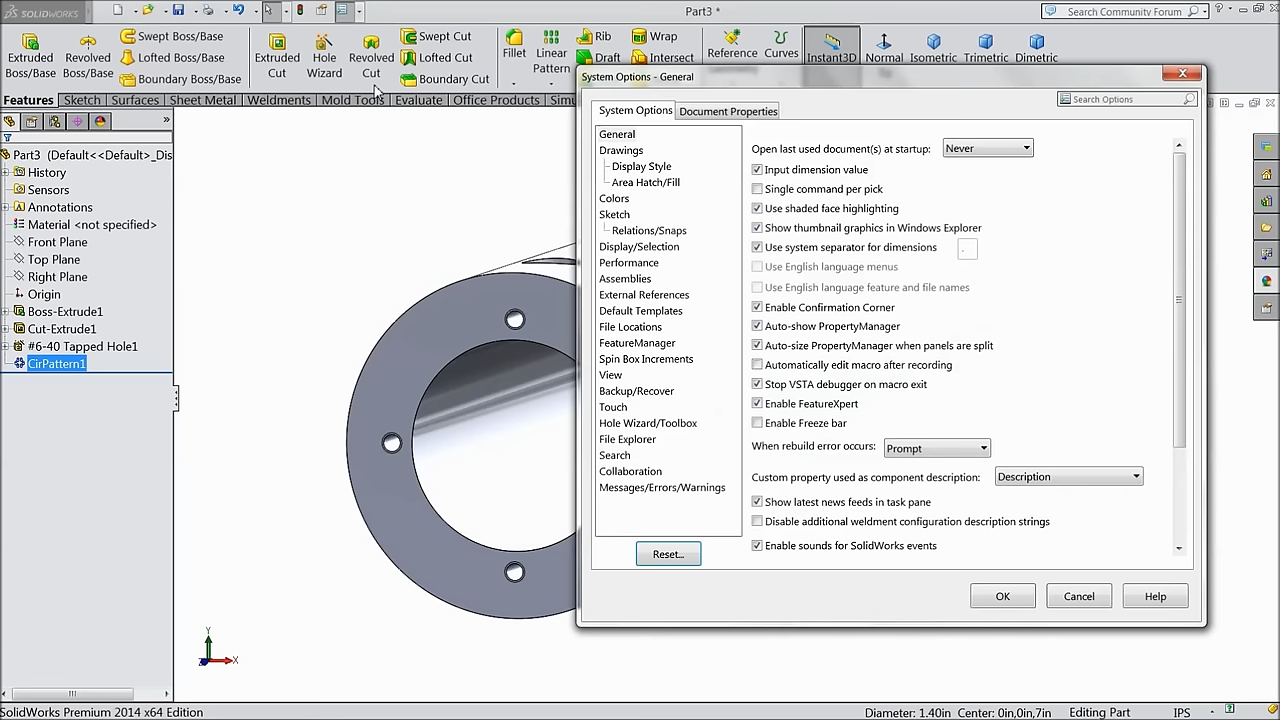 SOLIDWORKS
Part3 *
Search Community Forum
Extruded Boss/Base
Revolved Boss/Base
Swept Boss/Base
Lofted Boss/Base
Boundary Boss/Base
Extruded Cut
Hole Wizard
Revolved Cut
Swept Cut
Lofted Cut
Boundary Cut
Fillet
Linear Pattern
Rib
Draft
Wrap
Intersect
Reference
Curves
Instant3D
Normal
Isometric
Trimetric
Dimetric
Features
Sketch
Surfaces
Sheet Metal
Weldments
Mold Tools
Evaluate
Office Products
Part3 (Default<<Default>_Dis
History
Sensors
Annotations
Material <not specified>
Front Plane
Top Plane
Right Plane
Origin
Boss-Extrude1
Cut-Extrude1
#6-40 Tapped Hole1
CirPattern1
Y
X
Z
System Options - General
Search Options
System Options
Document Properties
General
Drawings
Display Style
Area Hatch/Fill
Colors
Sketch
Relations/Snaps
Display/Selection
Performance
Assemblies
External References
Default Templates
File Locations
FeatureManager
Spin Box Increments
View
Backup/Recover
Touch
Hole Wizard/Toolbox
File Explorer
Search
Collaboration
Messages/Errors/Warnings
Reset...
Open last used document(s) at startup: Never
Input dimension value
Single command per pick
Use shaded face highlighting
Show thumbnail graphics in Windows Explorer
Use system separator for dimensions .
Use English language menus
Use English language feature and file names
Enable Confirmation Corner
Auto-show PropertyManager
Auto-size PropertyManager when panels are split
Automatically edit macro after recording
Stop VSTA debugger on macro exit
Enable FeatureXpert
Enable Freeze bar
When rebuild error occurs: Prompt
Custom property used as component description: Description
Show latest news feeds in task pane
Disable additional weldment configuration description strings
Enable sounds for SolidWorks events
OK
Cancel
Help
SolidWorks Premium 2014 x64 Edition
Diameter: 1.40in Center: 0in,0in,7in
Editing Part
IPS